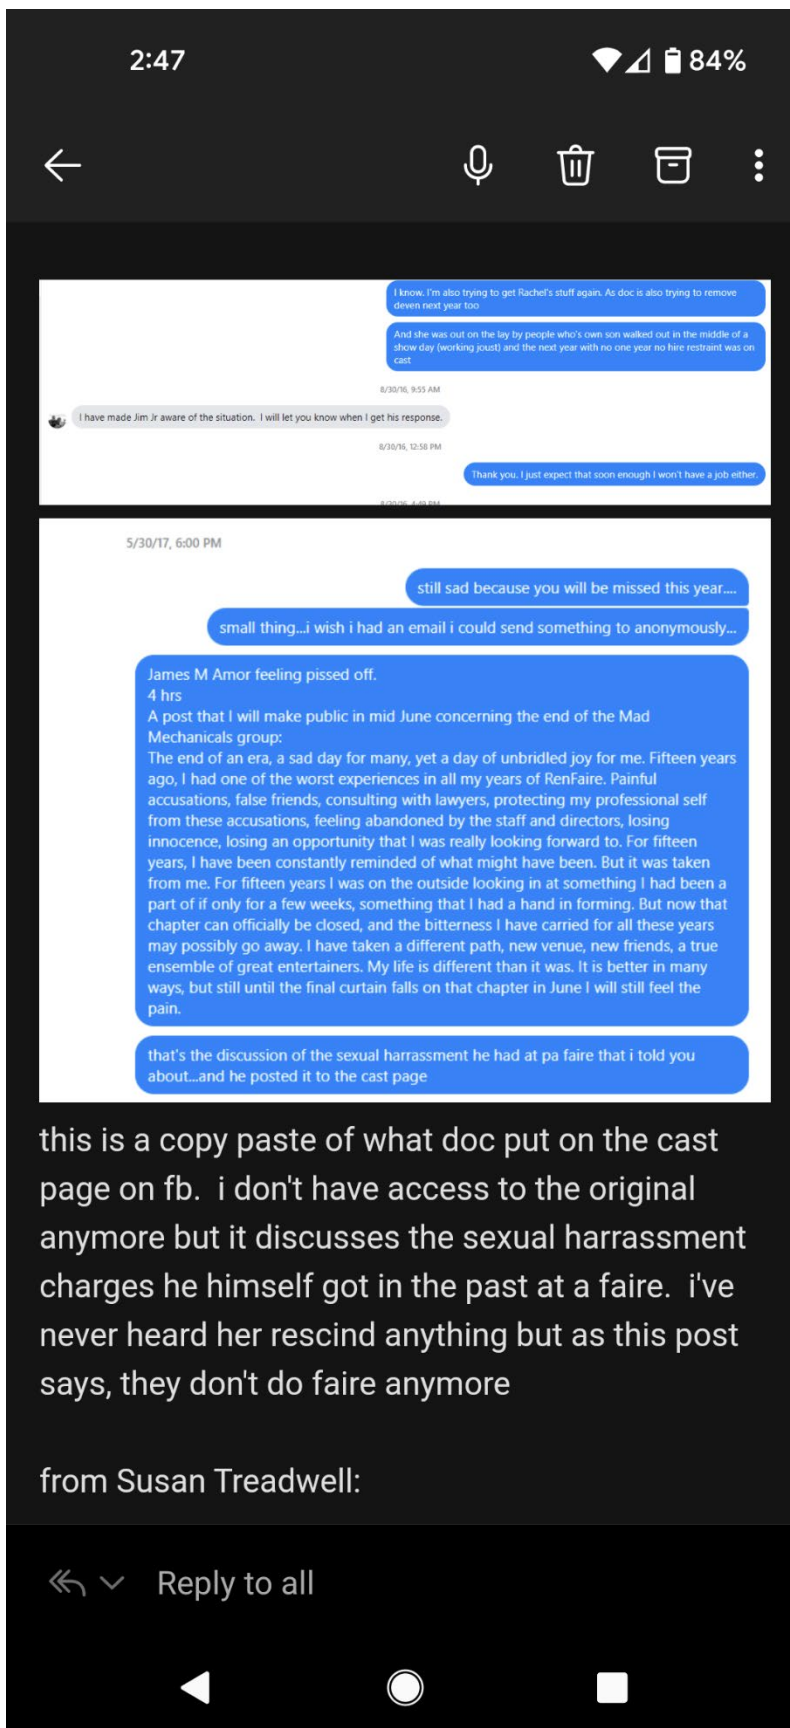 2:47
84%
I know. I'm also trying to get Rachel's stuff again. As doc is also trying to remove
deven next year too
And she was out on the lay by people who's own son walked out in the middle of a
show day (working joust) and the next year with no one year no hire restraint was on
cast
8/30/16, 9:55 AM
I have made Jim Jr aware of the situation. I will let you know when I get his response.
8/30/16, 12:58 PM
Thank you. I just expect that soon enough I won't have a job either.
8/30/16, 4:49 PM
5/30/17, 6:00 PM
still sad because you will be missed this year....
small thing...i wish i had an email i could send something to anonymously...
James M Amor feeling pissed off.
4 hrs
A post that I will make public in mid June concerning the end of the Mad
Mechanicals group:
The end of an era, a sad day for many, yet a day of unbridled joy for me. Fifteen years
ago, I had one of the worst experiences in all my years of RenFaire. Painful
accusations, false friends, consulting with lawyers, protecting my professional self
from these accusations, feeling abandoned by the staff and directors, losing
innocence, losing an opportunity that I was really looking forward to. For fifteen
years, I have been constantly reminded of what might have been. But it was taken
from me. For fifteen years I was on the outside looking in at something I had been a
part of if only for a few weeks, something that I had a hand in forming. But now that
chapter can officially be closed, and the bitterness I have carried for all these years
may possibly go away. I have taken a different path, new venue, new friends, a true
ensemble of great entertainers. My life is different than it was. It is better in many
ways, but still until the final curtain falls on that chapter in June I will still feel the
pain.
that's the discussion of the sexual harrassment he had at pa faire that i told you
about...and he posted it to the cast page
this is a copy paste of what doc put on the cast
page on fb.  i don't have access to the original
anymore but it discusses the sexual harrassment
charges he himself got in the past at a faire.  i've
never heard her rescind anything but as this post
says, they don't do faire anymore
from Susan Treadwell:
Reply to all